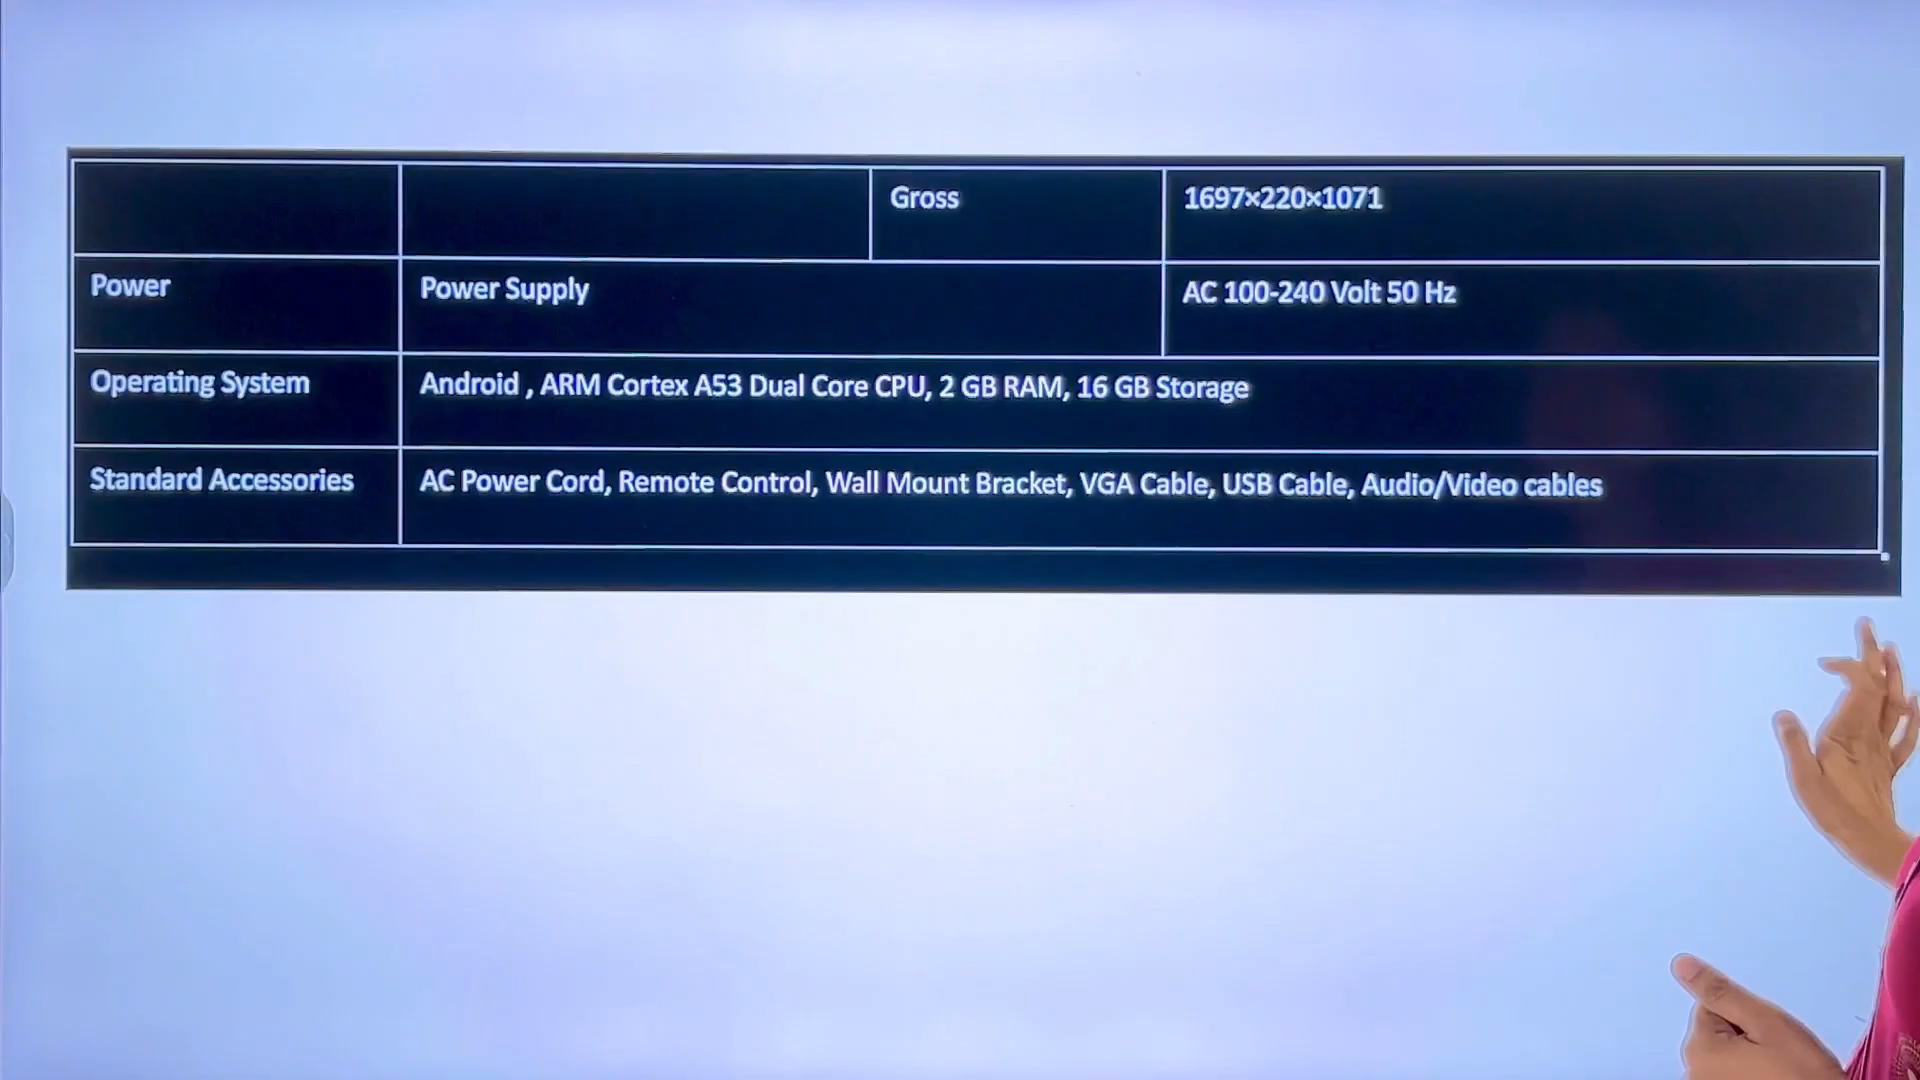 Gross 1697×220×1071
Power Power Supply AC 100-240 Volt 50 Hz
Operating System Android , ARM Cortex A53 Dual Core CPU, 2 GB RAM, 16 GB Storage
Standard Accessories AC Power Cord, Remote Control, Wall Mount Bracket, VGA Cable, USB Cable, Audio/Video cables